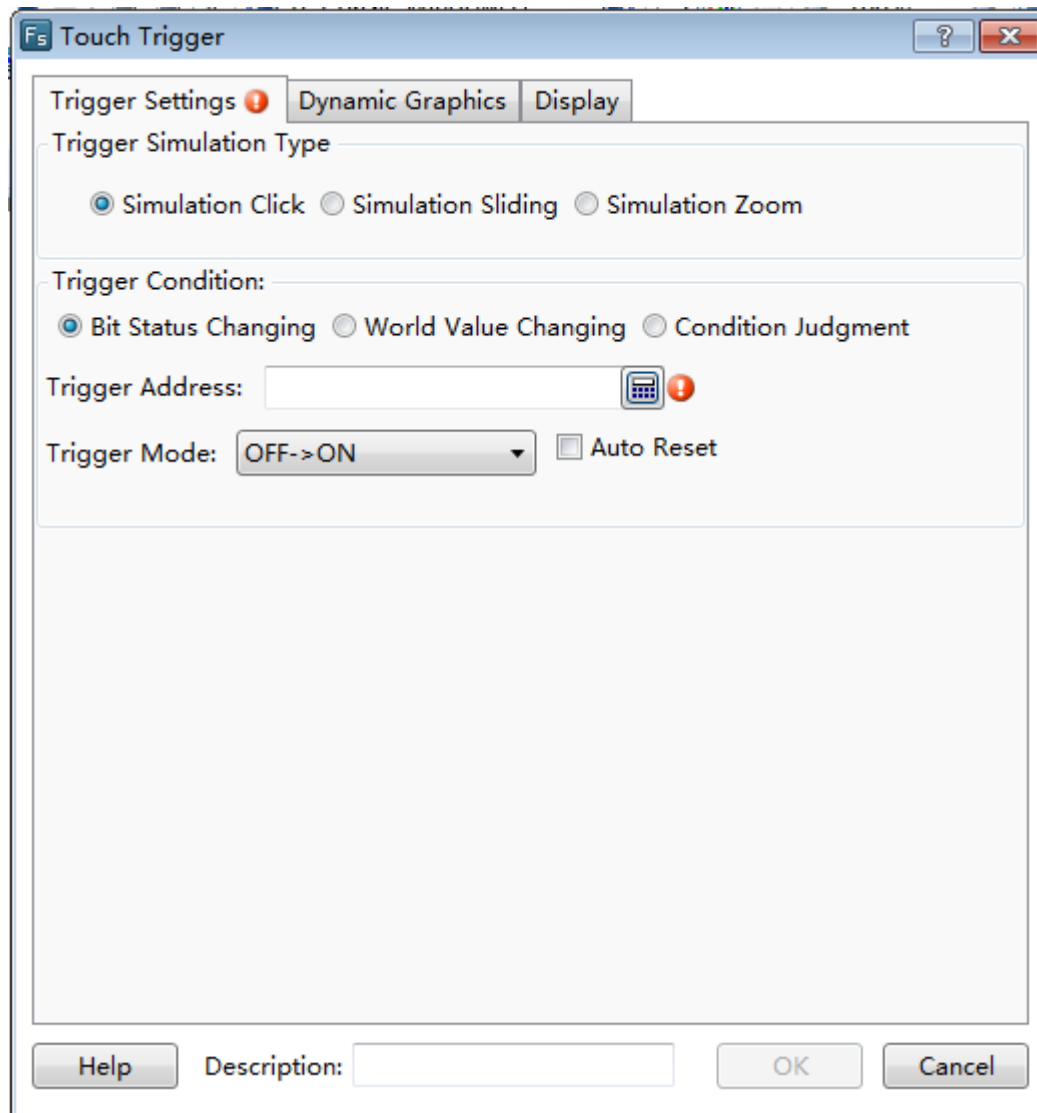 Fs Touch Trigger
Trigger Settings Dynamic Graphics Display
Trigger Simulation Type
Simulation Click Simulation Sliding Simulation Zoom
Trigger Condition:
Bit Status Changing World Value Changing Condition Judgment
Trigger Address:
Trigger Mode: OFF->ON Auto Reset
Help Description: OK Cancel